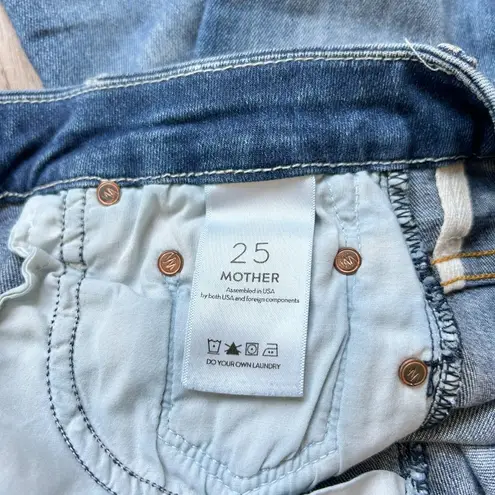 25
MOTHER
Assembled in USA
by both USA and foreign components
DO YOUR OWN LAUNDRY